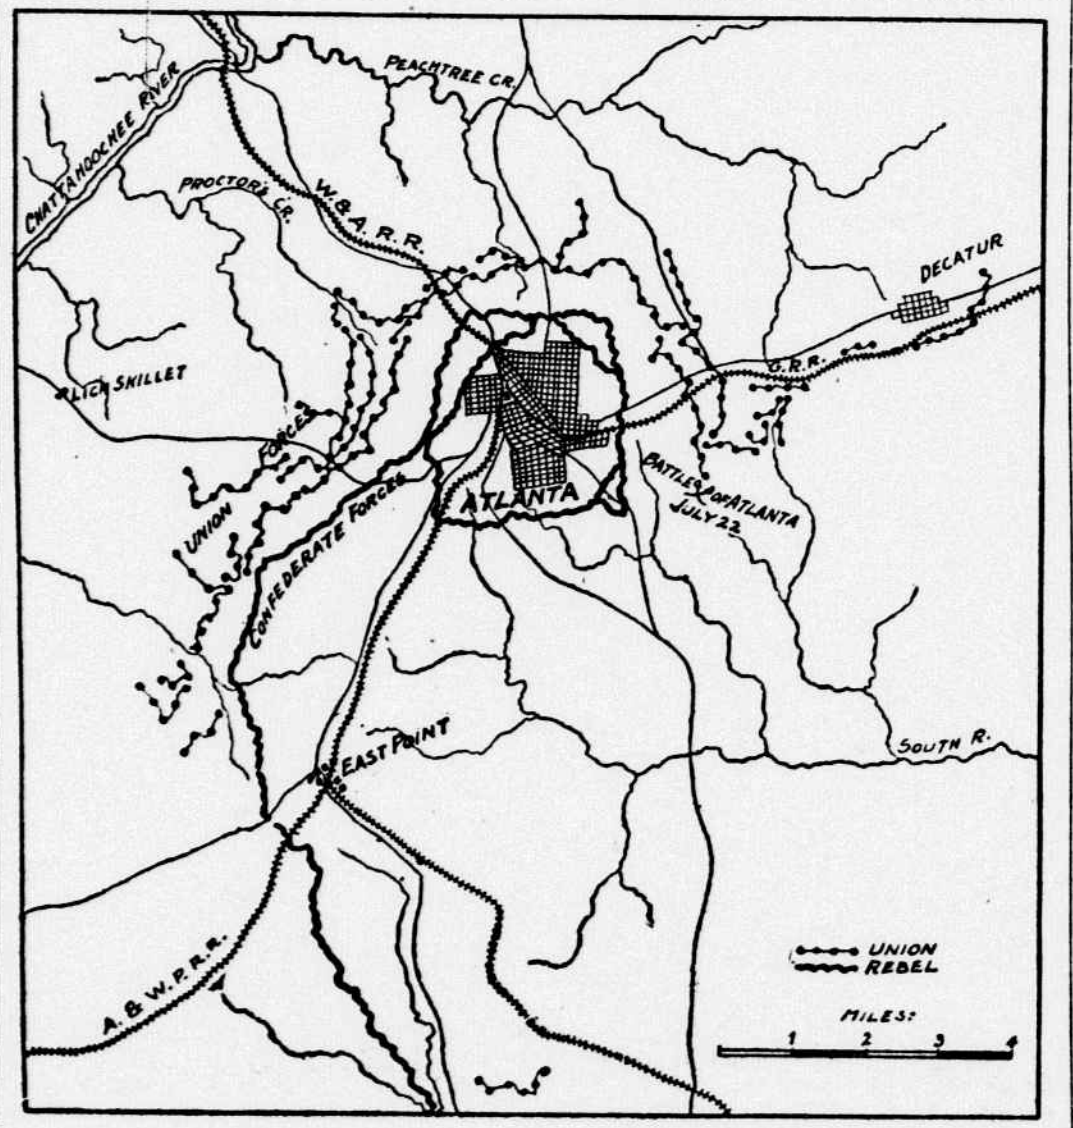 PEACHTREE CR.
CHATTAHOOCHEE RIVER
PROCTOR'S CR.
W. & A. R. R.
DECATUR
G. R. R.
LICK SKILLET
UNION FORCES
CONFEDERATE FORCES
ATLANTA
BATTLE OF ATLANTA
JULY 22
EAST POINT
SOUTH R.
A. & W. P. R. R.
UNION
REBEL
MILES:
1 2 3 4